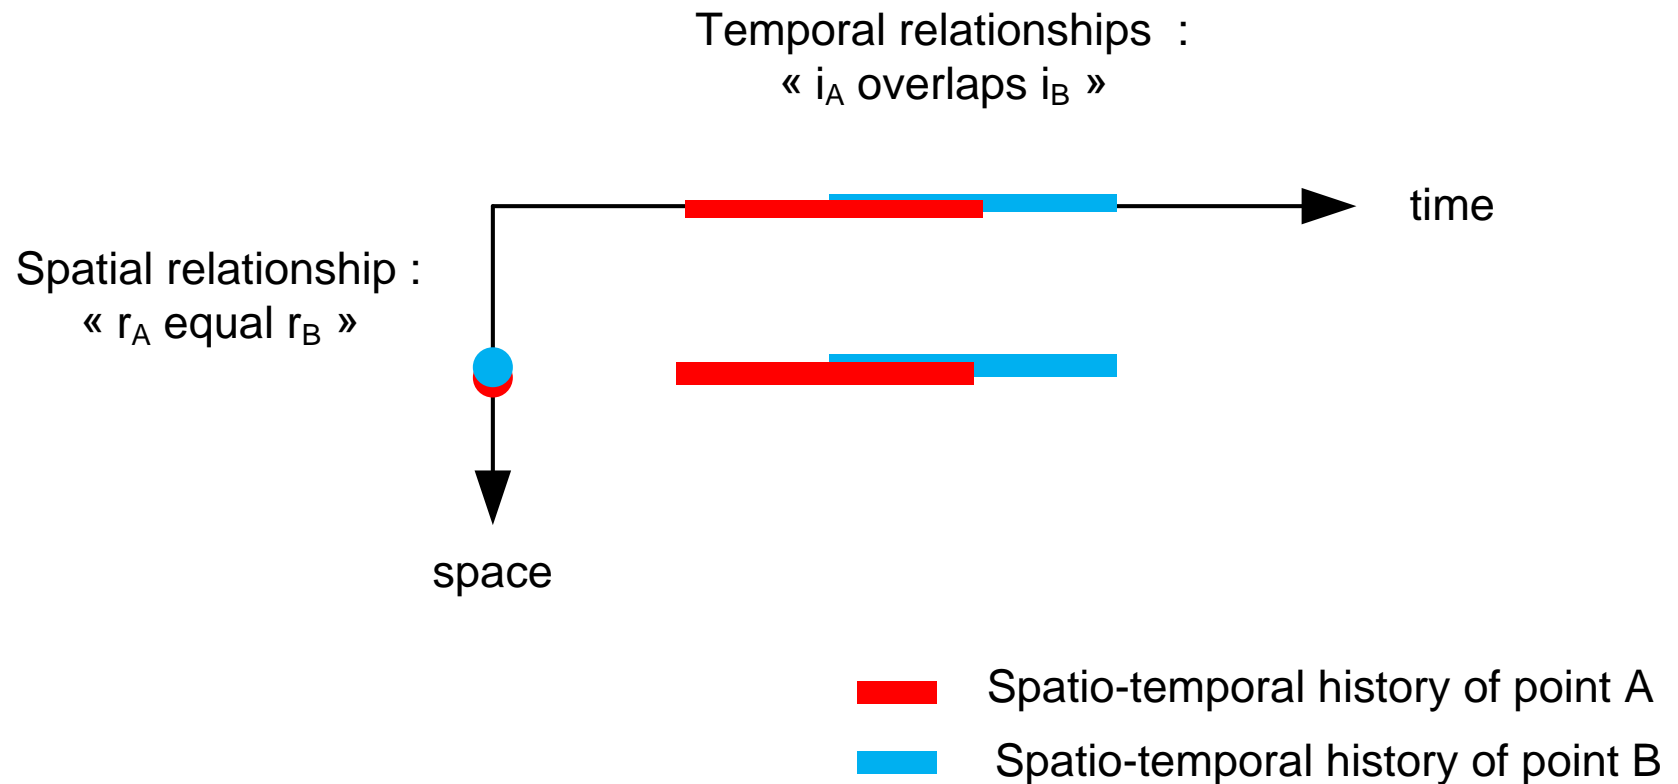 Temporal relationships  :
« iA overlaps iB »
time
Spatial relationship :
« rA equal rB »
space
Spatio-temporal history of point A
Spatio-temporal history of point B